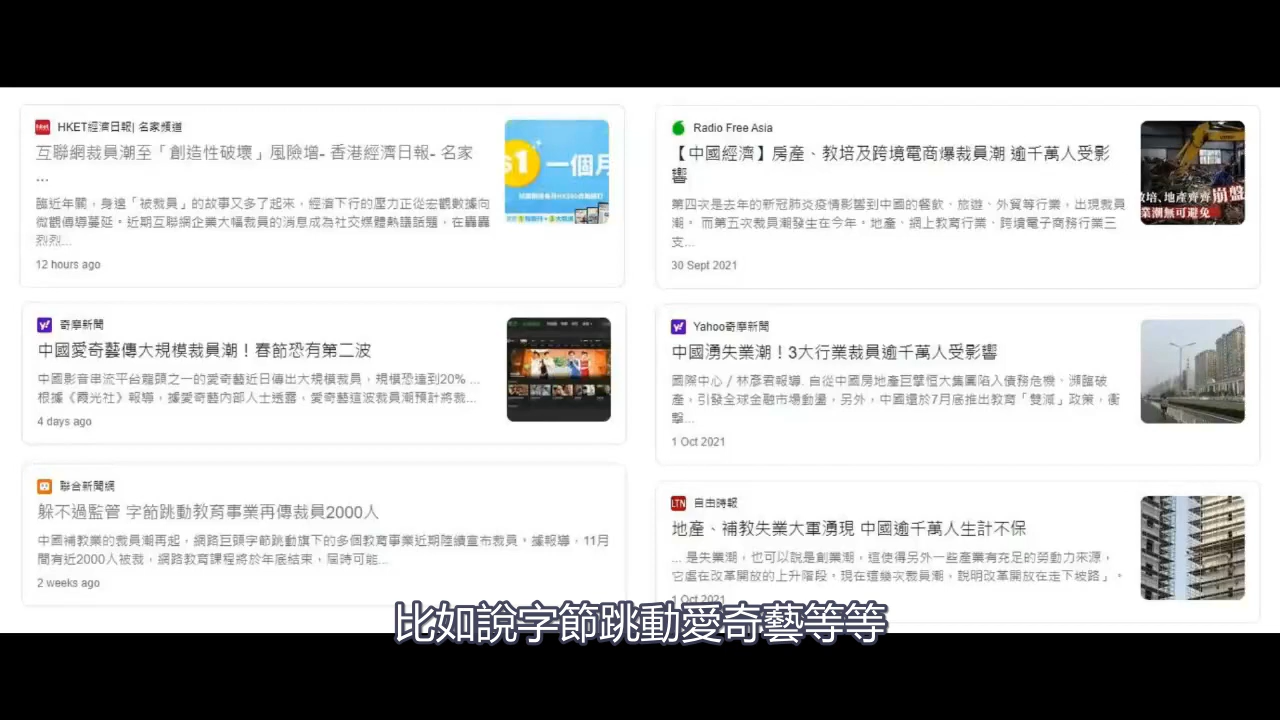 HKET經濟日報| 名家頻道
互聯網裁員潮至「創造性破壞」風險增- 香港經濟日報- 名家
...
臨近年關，身邊「被裁員」的故事又多了起來，經濟下行的壓力正從宏觀數據向
微觀傳導蔓延。近期互聯網企業大幅裁員的消息成為社交媒體熱議話題，在轟轟
烈烈...
12 hours ago
$1 一個月
奇摩新聞
中國愛奇藝傳大規模裁員潮！春節恐有第二波
中國影音串流平台龍頭之一的愛奇藝近日傳出大規模裁員，規模恐達到20% ...
根據《霞光社》報導，據愛奇藝內部人士透露，愛奇藝這波裁員潮預計將裁...
4 days ago
聯合新聞網
躲不過監管 字節跳動教育事業再傳裁員2000人
中國補教業的裁員潮再起，網路巨頭字節跳動旗下的多個教育事業近期陸續宣布裁員。據報導，11月
間有近2000人被裁，網路教育課程將於年底結束，屆時可能...
2 weeks ago
Radio Free Asia
【中國經濟】房產、教培及跨境電商爆裁員潮 逾千萬人受影
響
第四次是去年的新冠肺炎疫情影響到中國的餐飲、旅遊、外貿等行業，出現裁員
潮。 而第五次裁員潮發生在今年。地產、網上教育行業、跨境電子商務行業三
支...
30 Sept 2021
教培、地產齊齊崩盤
業潮無可避免
Yahoo奇摩新聞
中國湧失業潮！3大行業裁員逾千萬人受影響
國際中心 / 林彥君報導. 自從中國房地產巨擘恒大集團陷入債務危機、瀕臨破
產，引發全球金融市場動盪，另外，中國還於7月底推出教育「雙減」政策，衝
擊...
1 Oct 2021
LTN 自由時報
地產、補教失業大軍湧現 中國逾千萬人生計不保
... 是失業潮，也可以說是創業潮，這使得另外一些產業有充足的勞動力來源，
它處在改革開放的上升階段。現在這幾次裁員潮，說明改革開放在走下坡路」。
1 Oct 2021
比如說字節跳動愛奇藝等等